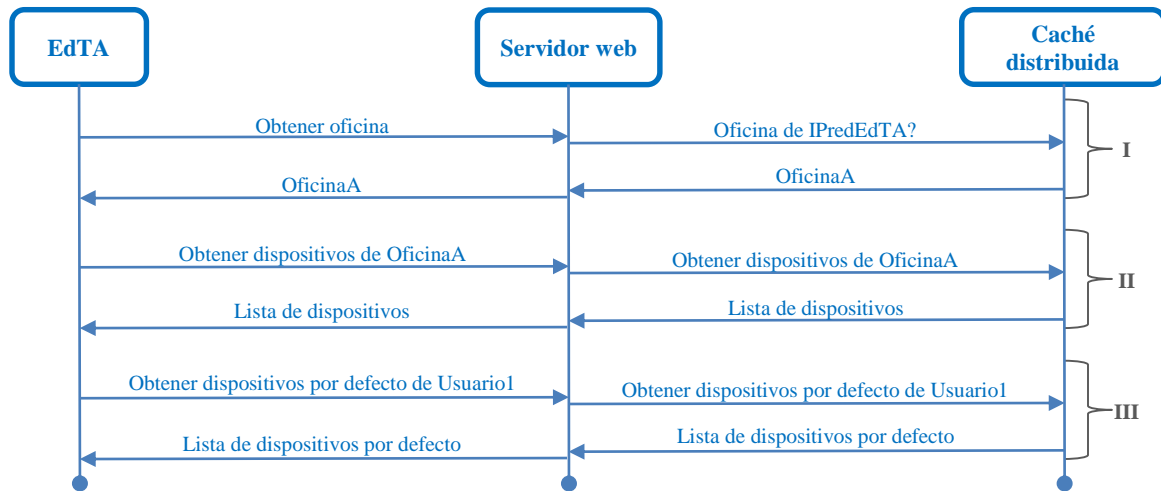 EdTA
Servidor web
Caché
distribuida
Obtener oficina
Oficina de IPredEdTA?
I
OficinaA
OficinaA
Obtener dispositivos de OficinaA
Obtener dispositivos de OficinaA
II
Lista de dispositivos
Lista de dispositivos
Obtener dispositivos por defecto de Usuario1
Obtener dispositivos por defecto de Usuario1
III
Lista de dispositivos por defecto
Lista de dispositivos por defecto